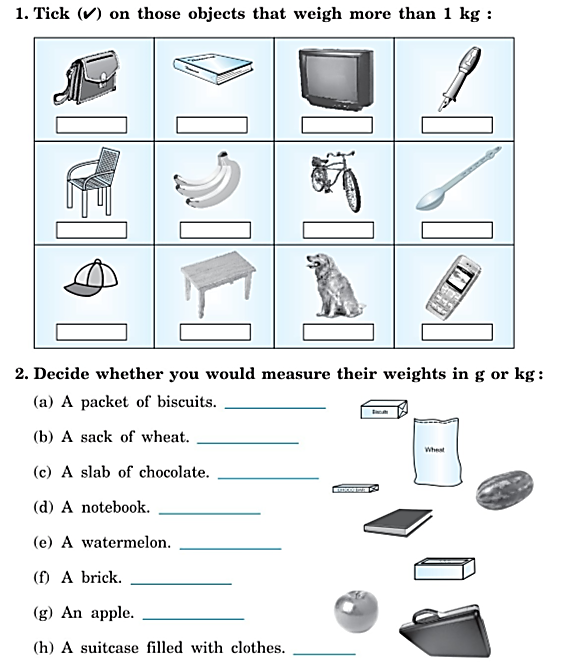 1. Tick (✔) on those objects that weigh more than 1 kg :
2. Decide whether you would measure their weights in g or kg :
(a) A packet of biscuits.
Biscuits
(b) A sack of wheat.
Wheat
(c) A slab of chocolate.
(d) A notebook.
(e) A watermelon.
(f) A brick.
(g) An apple.
(h) A suitcase filled with clothes.